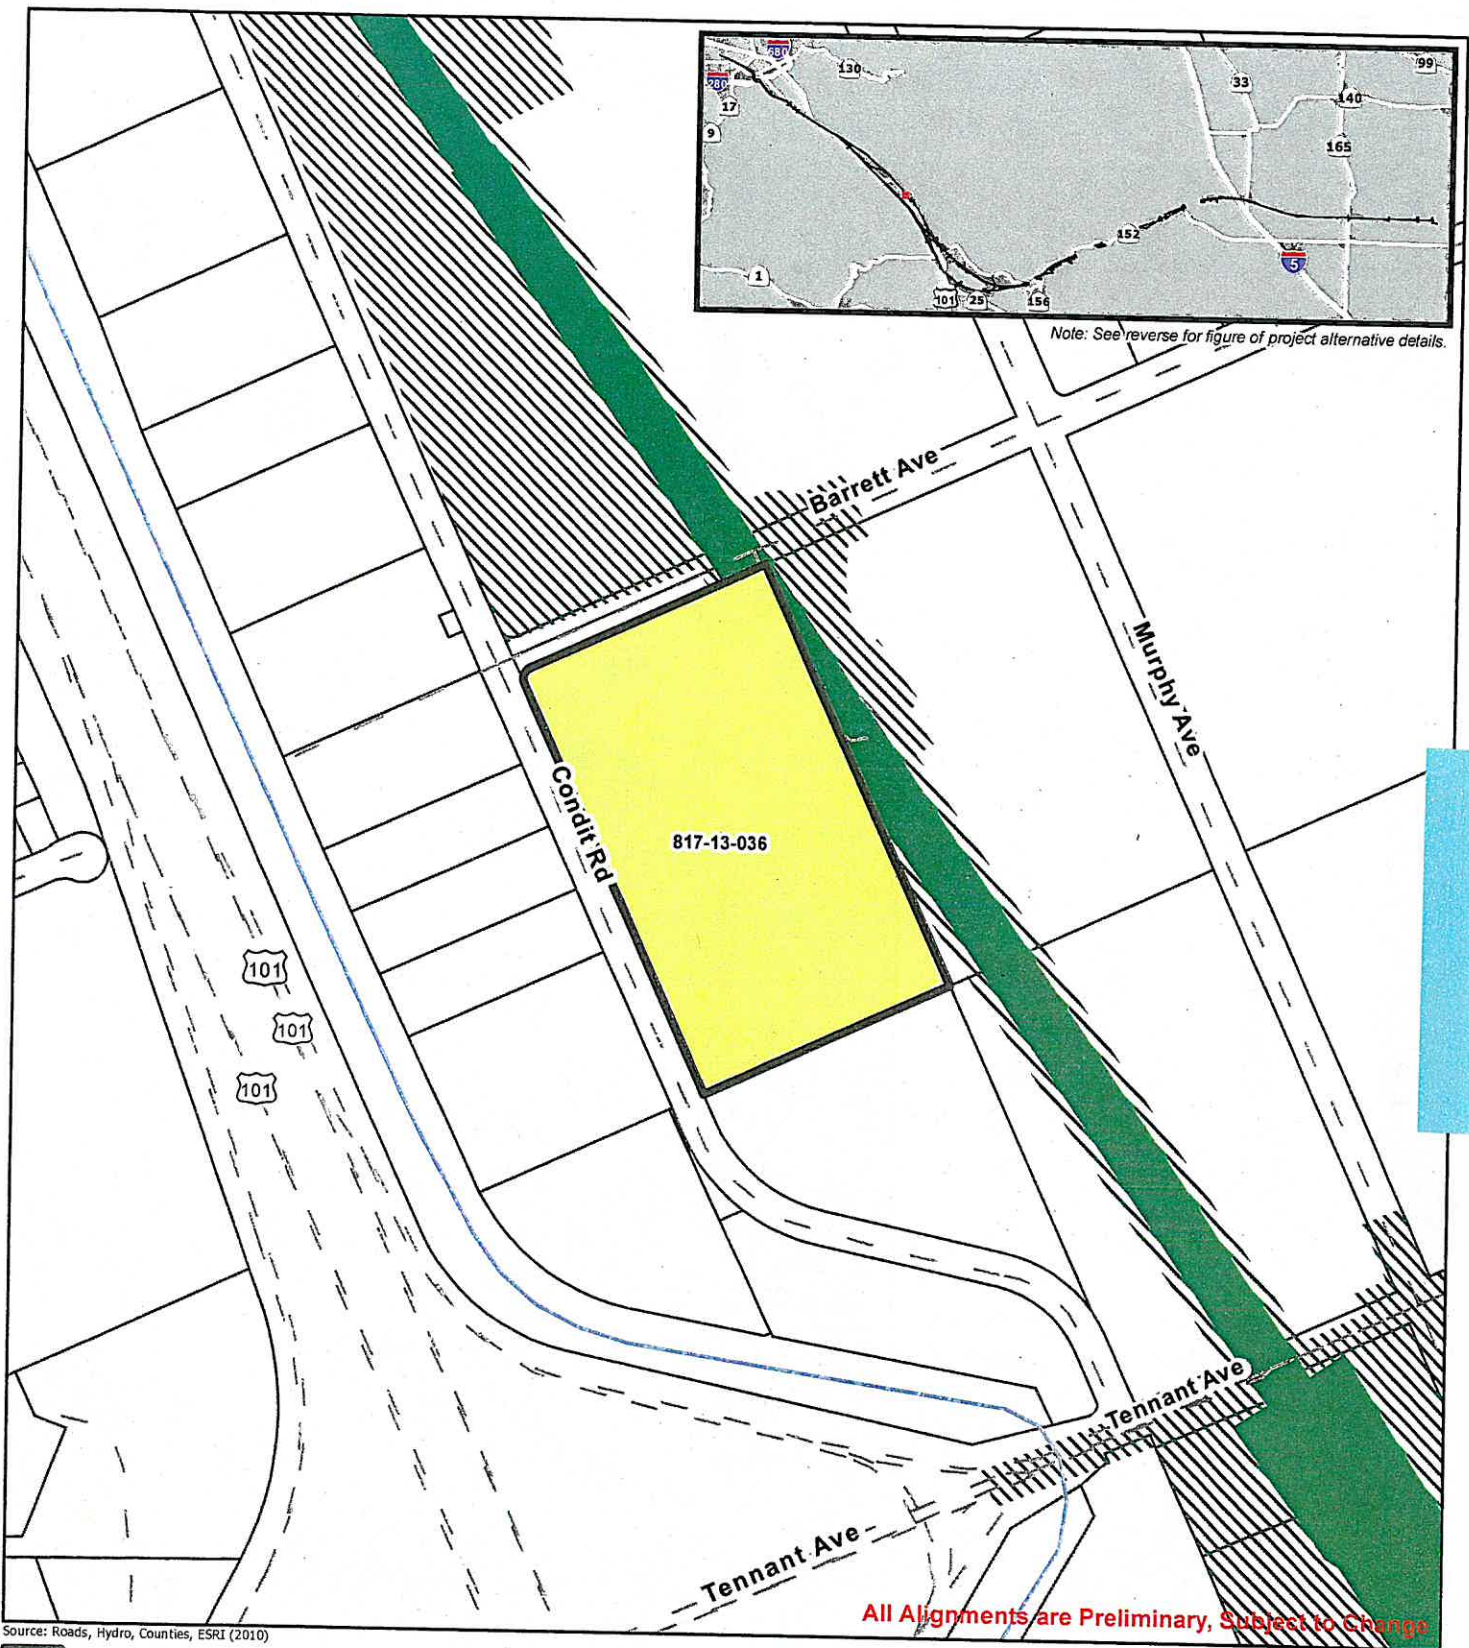 680
280
17
9
130
33
99
140
165
152
5
1
101
25
156
Note: See reverse for figure of project alternative details.
Barrett Ave
Murphy Ave
Condit Rd
817-13-036
101
101
101
Tennant Ave
Tennant Ave
All Alignments are Preliminary, Subject to Change
Source: Roads, Hydro, Counties, ESRI (2010)